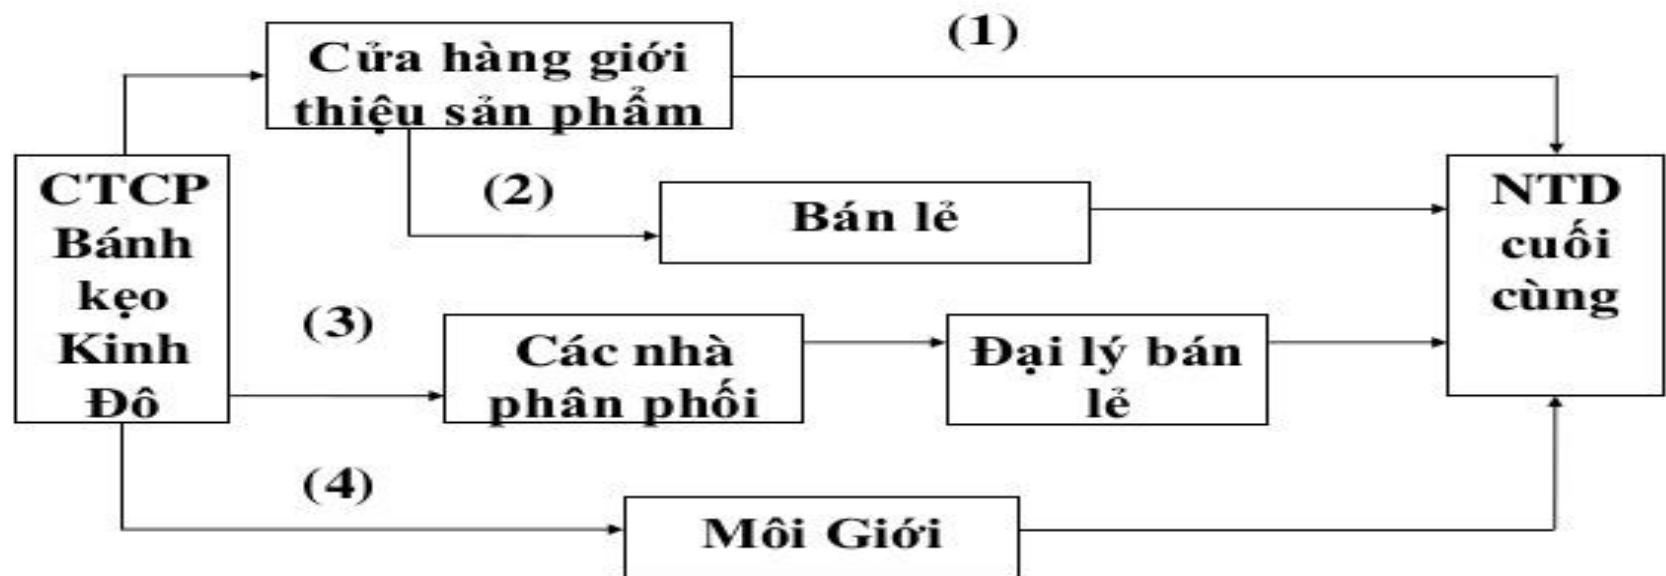 (1)
Cửa hàng giới
thiệu sản phẩm
CTCP
Bánh
kẹo
Kinh
Đô
(2)
Bán lẻ
NTD
cuối
cùng
(3)
Các nhà
phân phối
Đại lý bán
lẻ
(4)
Môi Giới